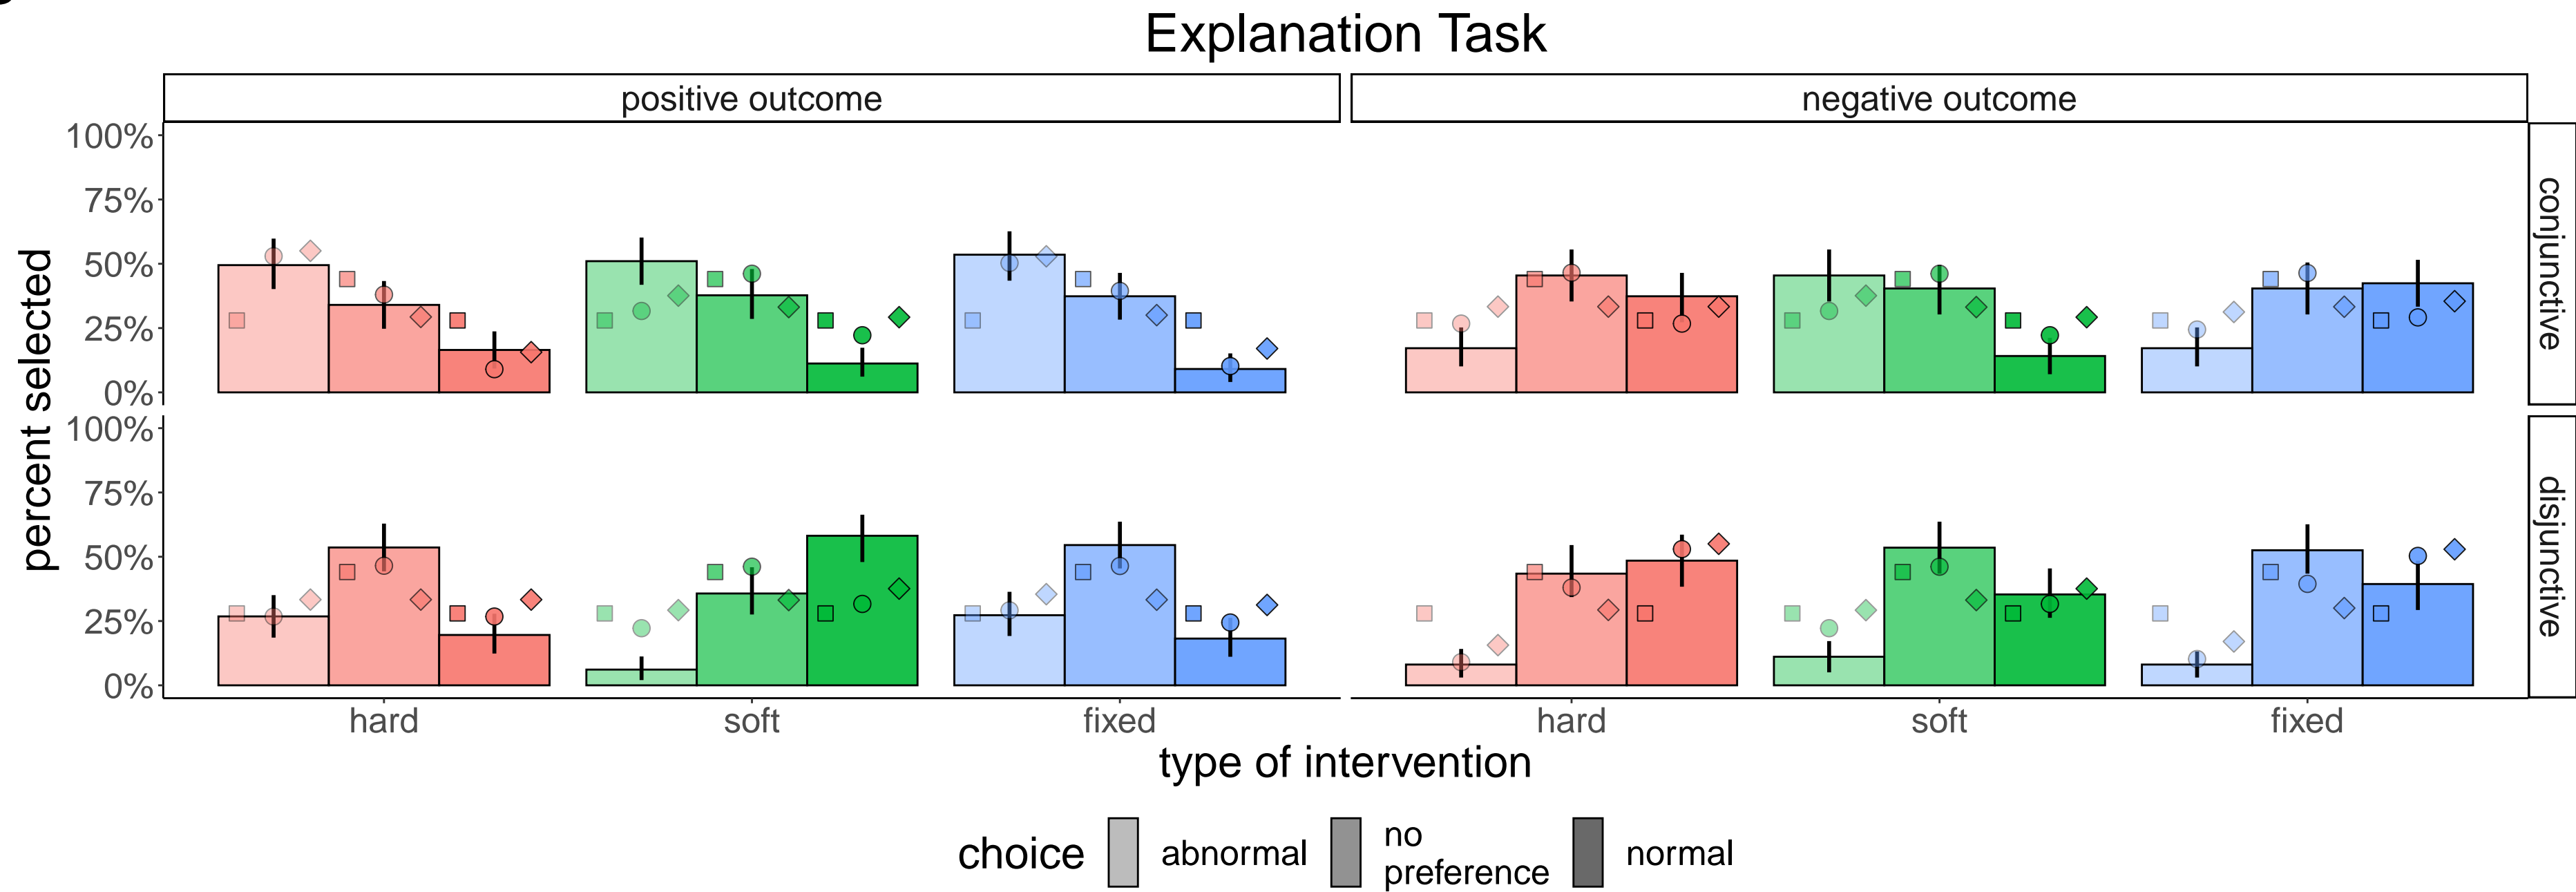 Explanation Task
positive outcome
negative outcome
percent selected
100%
75%
50%
25%
0%
conjunctive
100%
75%
50%
25%
0%
disjunctive
hard
soft
fixed
hard
soft
fixed
type of intervention
choice
abnormal
no
preference
normal